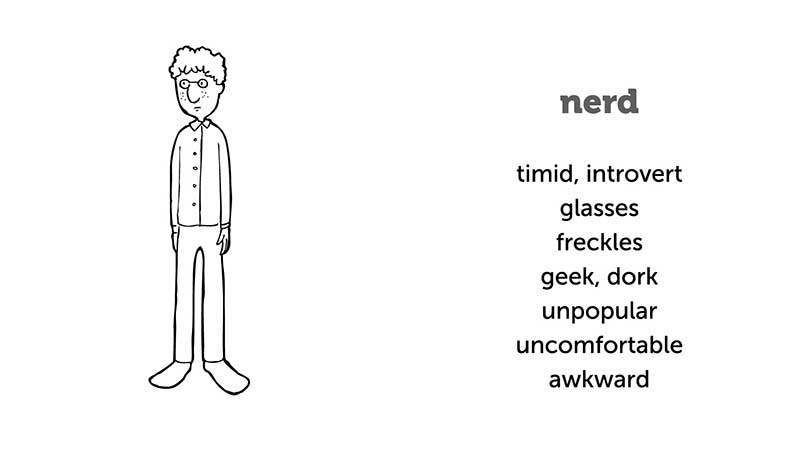 nerd
timid, introvert
glasses
freckles
geek, dork
unpopular
uncomfortable
awkward